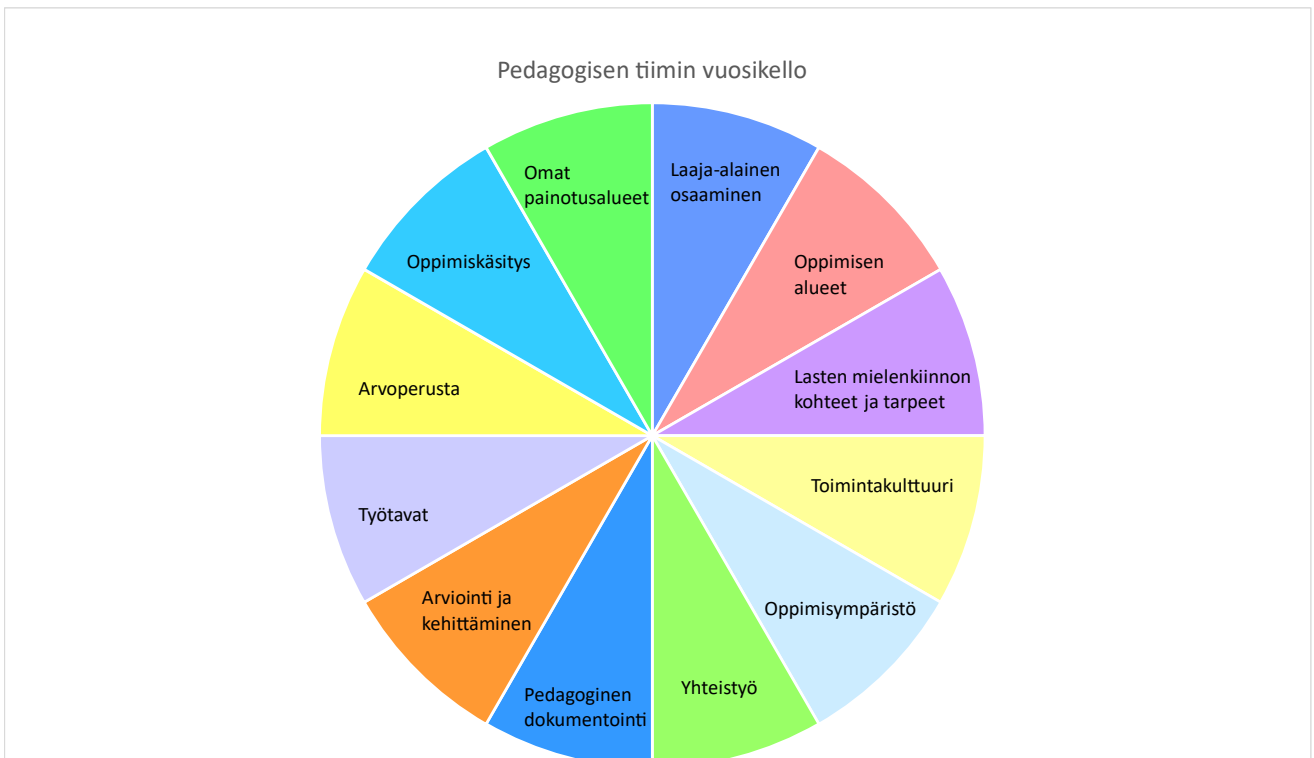 Pedagogisen tiimin vuosikello
Laaja-alainen
osaaminen
Oppimisen
alueet
Lasten mielenkiinnon
kohteet ja tarpeet
Toimintakulttuuri
Oppimisympäristö
Yhteistyö
Pedagoginen
dokumentointi
Arviointi ja
kehittäminen
Työtavat
Arvoperusta
Oppimiskäsitys
Omat
painotusalueet